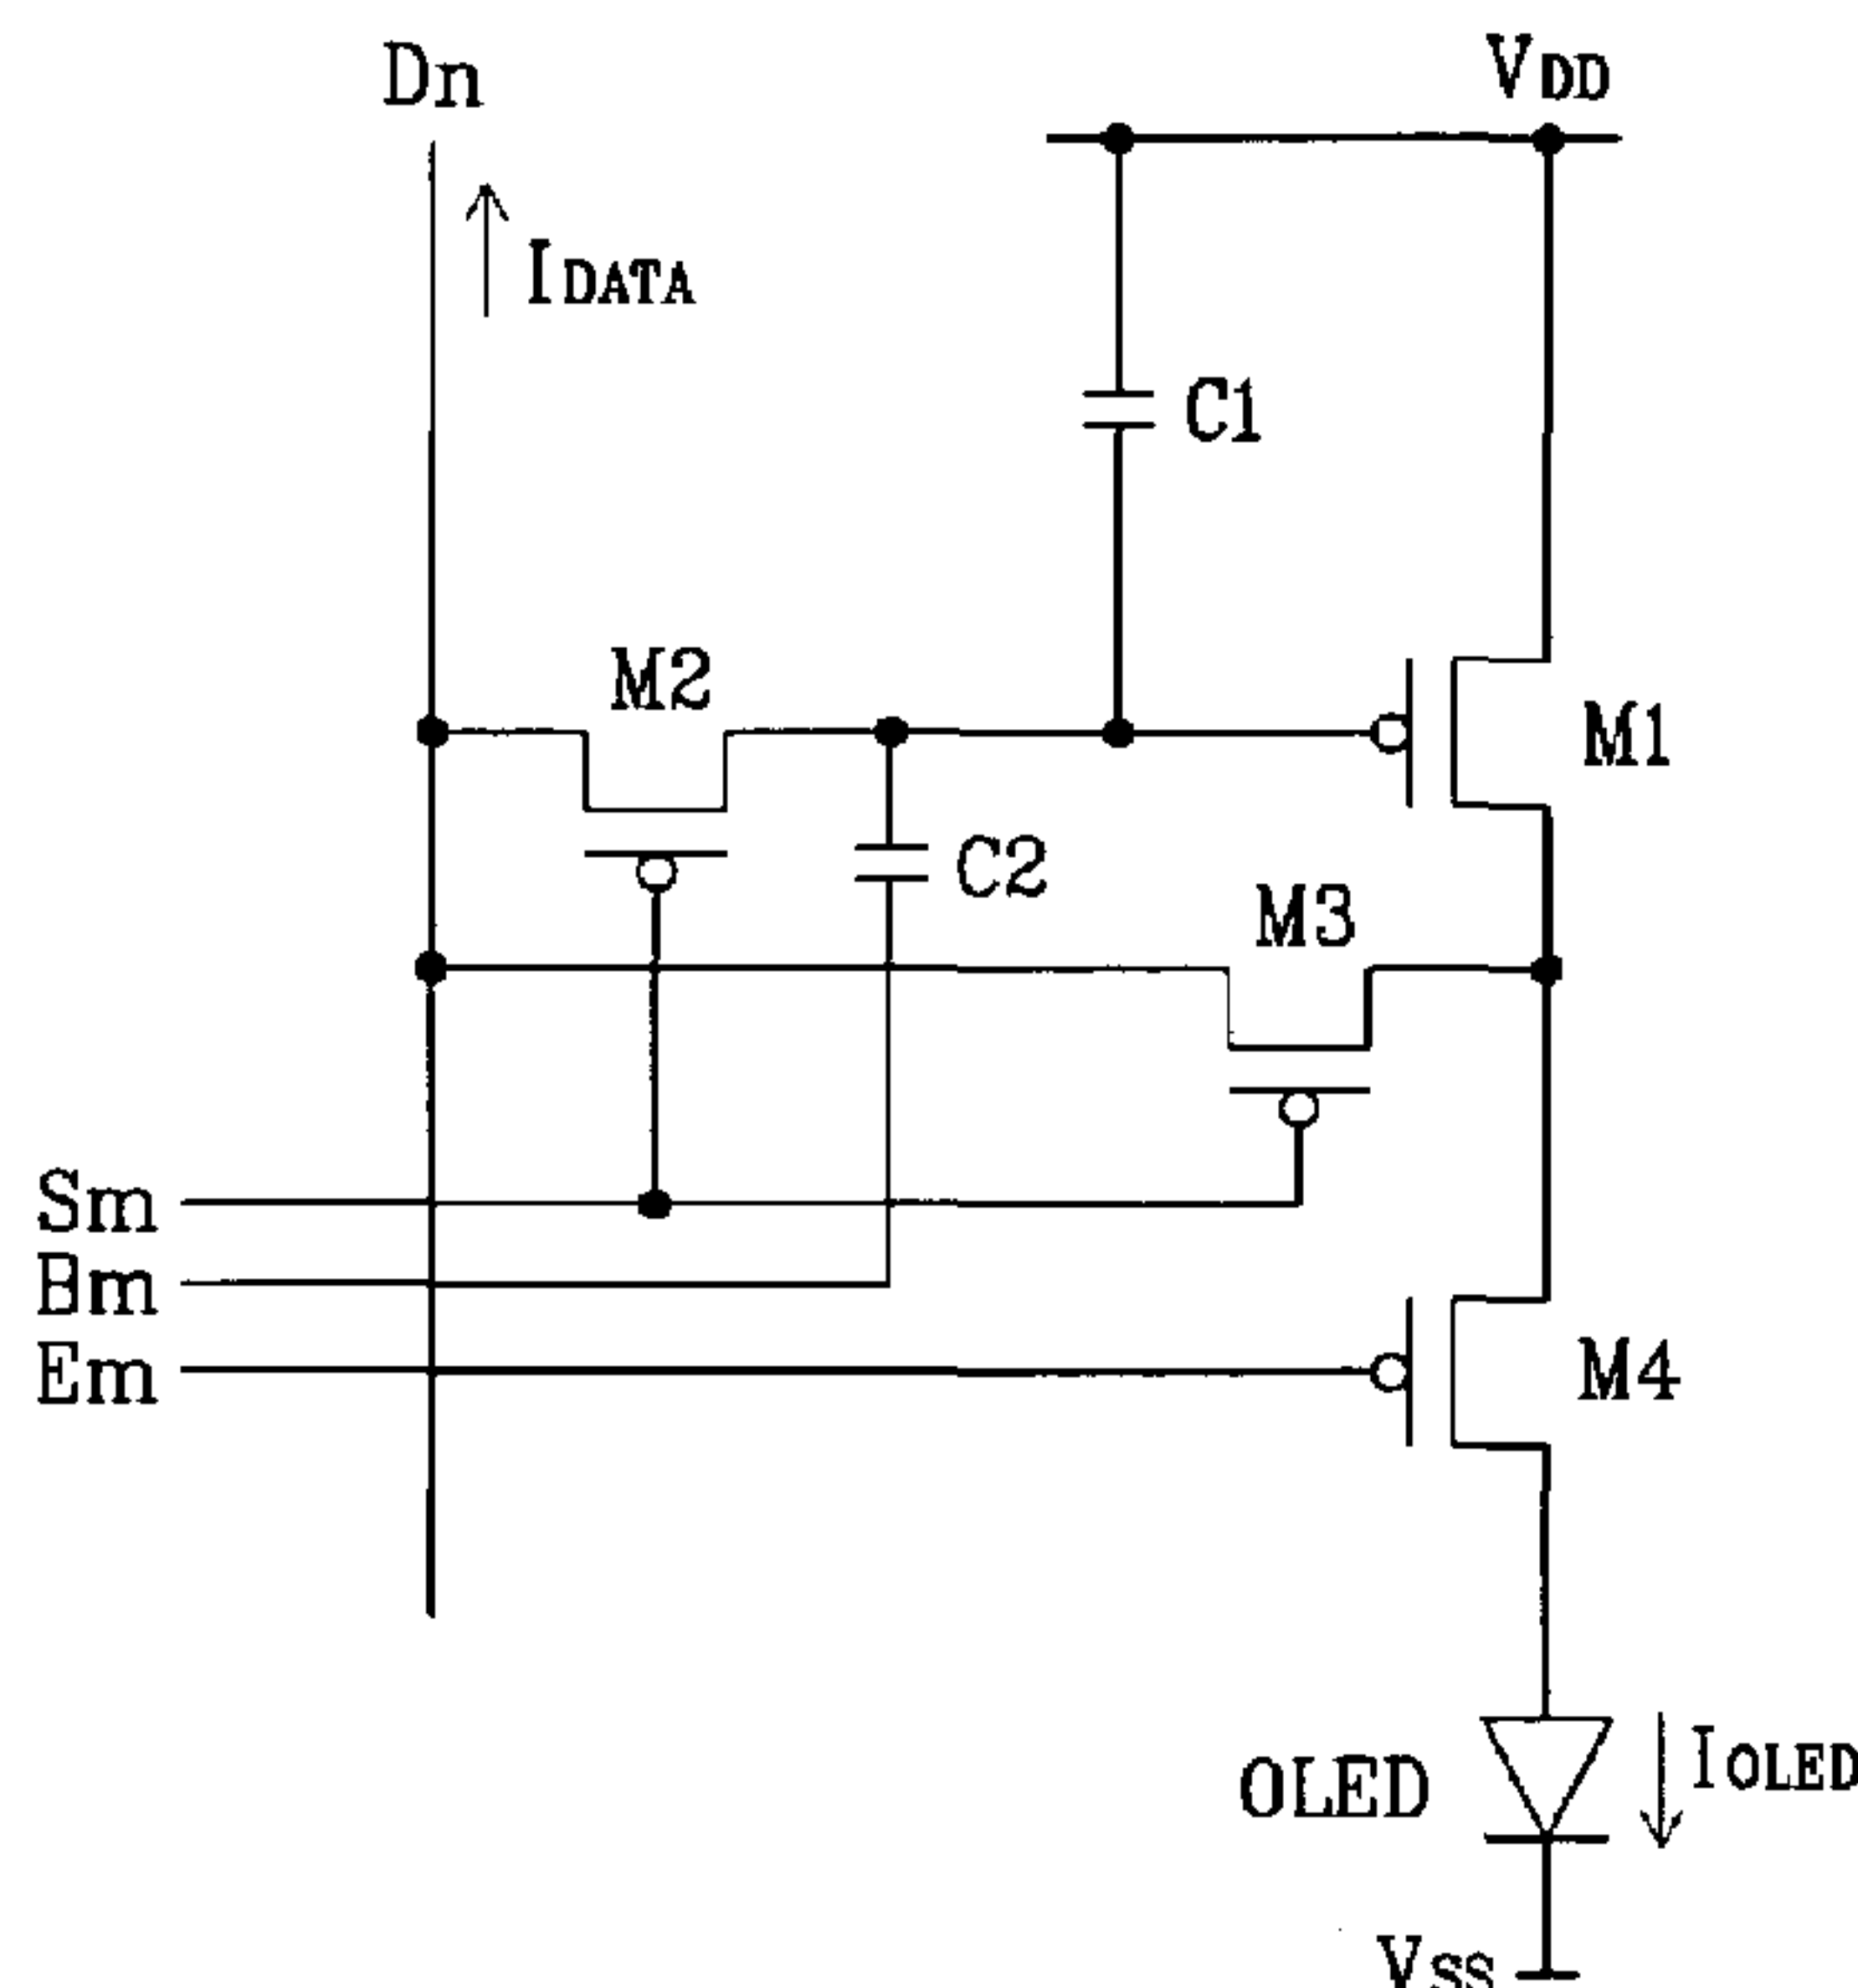 Dn
VDD
IDATA
C1
M2
M1
C2
M3
Sm
Bm
Em
M4
OLED
IOLED
VSS